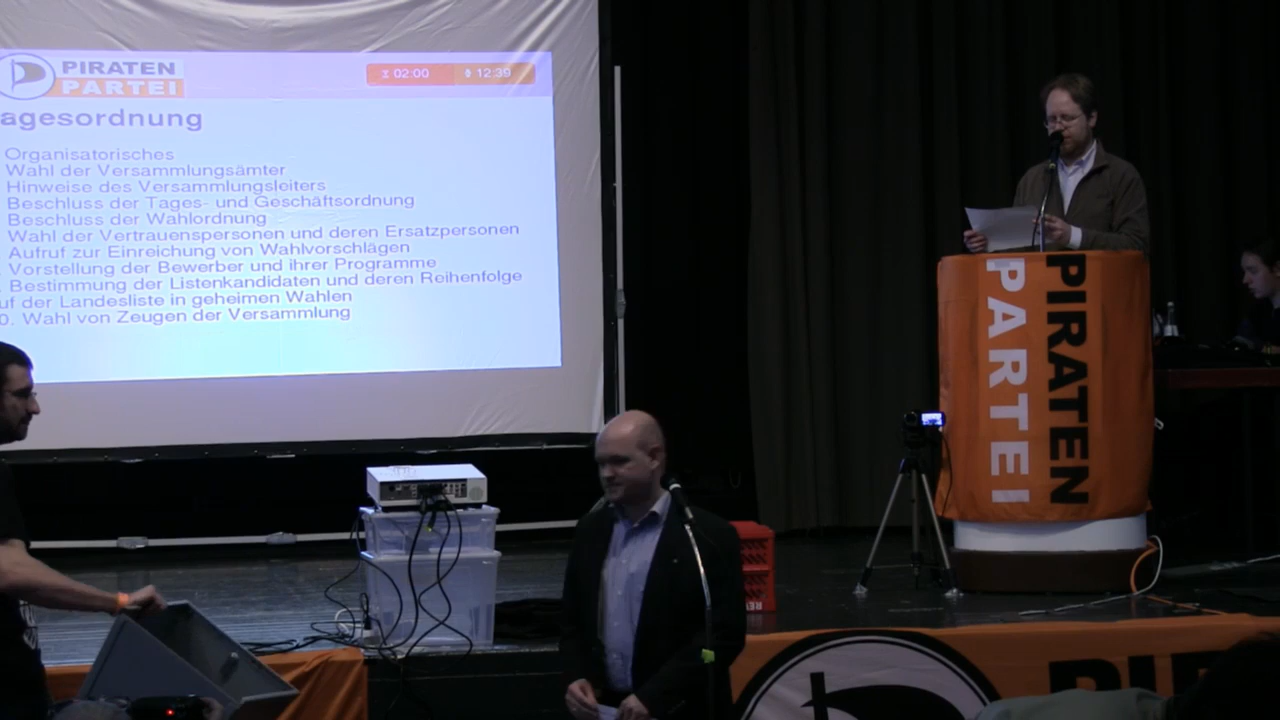 PIRATEN
PARTEI
02:00
12:39
agesordnung
Organisatorisches
Wahl der Versammlungsämter
Hinweise des Versammlungsleiters
Beschluss der Tages- und Geschäftsordnung
Beschluss der Wahlordnung
Wahl der Vertrauenspersonen und deren Ersatzpersonen
Aufruf zur Einreichung von Wahlvorschlägen
. Vorstellung der Bewerber und ihrer Programme
. Bestimmung der Listenkandidaten und deren Reihenfolge
uf der Landesliste in geheimen Wahlen
0. Wahl von Zeugen der Versammlung
PIRATEN
PARTEI
REWE
PI